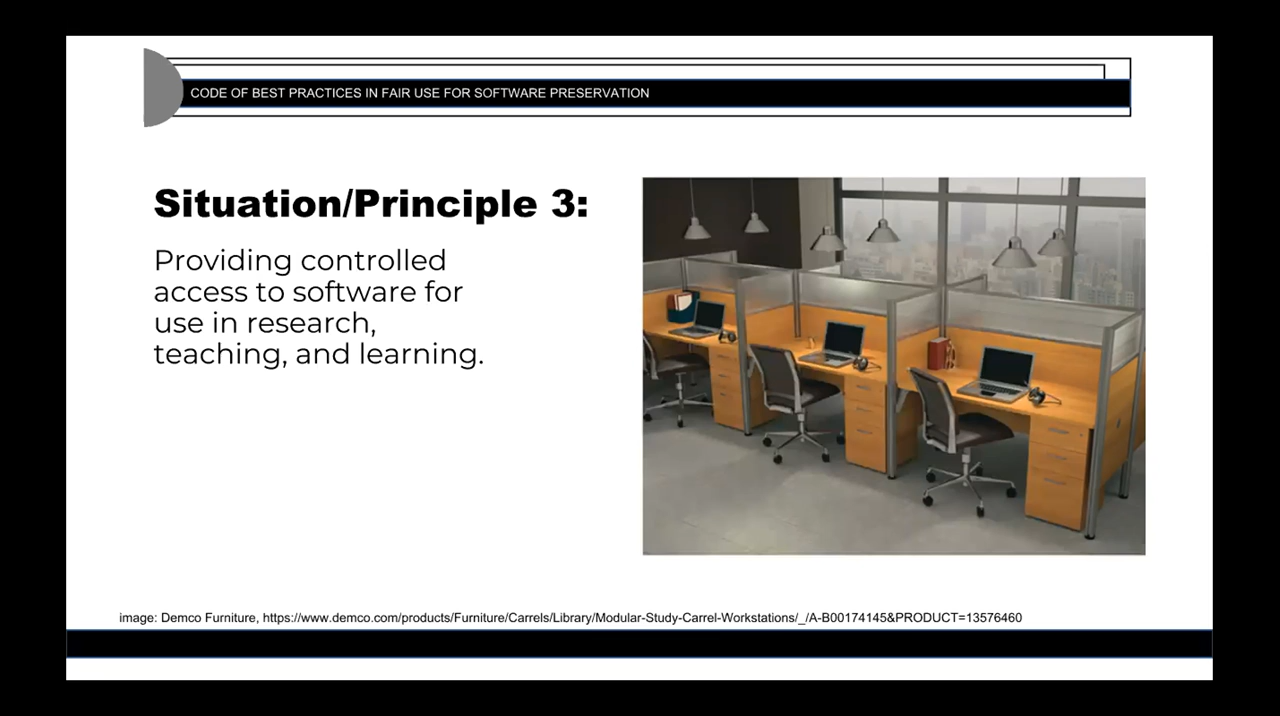 CODE OF BEST PRACTICES IN FAIR USE FOR SOFTWARE PRESERVATION
Situation/Principle 3:
Providing controlled
access to software for
use in research,
teaching, and learning.
image: Demco Furniture, https://www.demco.com/products/Furniture/Carrels/Library/Modular-Study-Carrel-Workstations/_/A-B00174145&PRODUCT=13576460